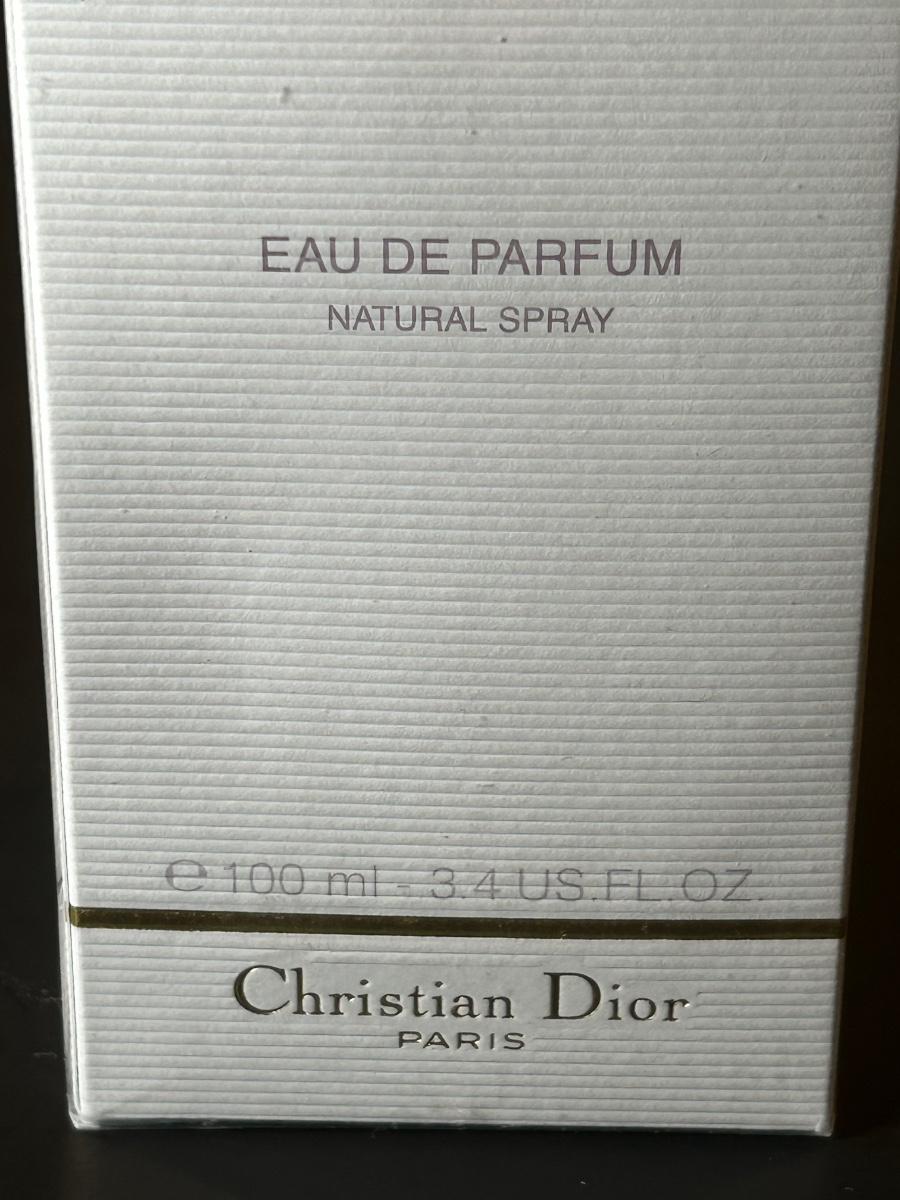 EAU DE PARFUM
NATURAL SPRAY
℮ 100 ml - 3.4 US.FL.OZ.
Christian Dior
PARIS